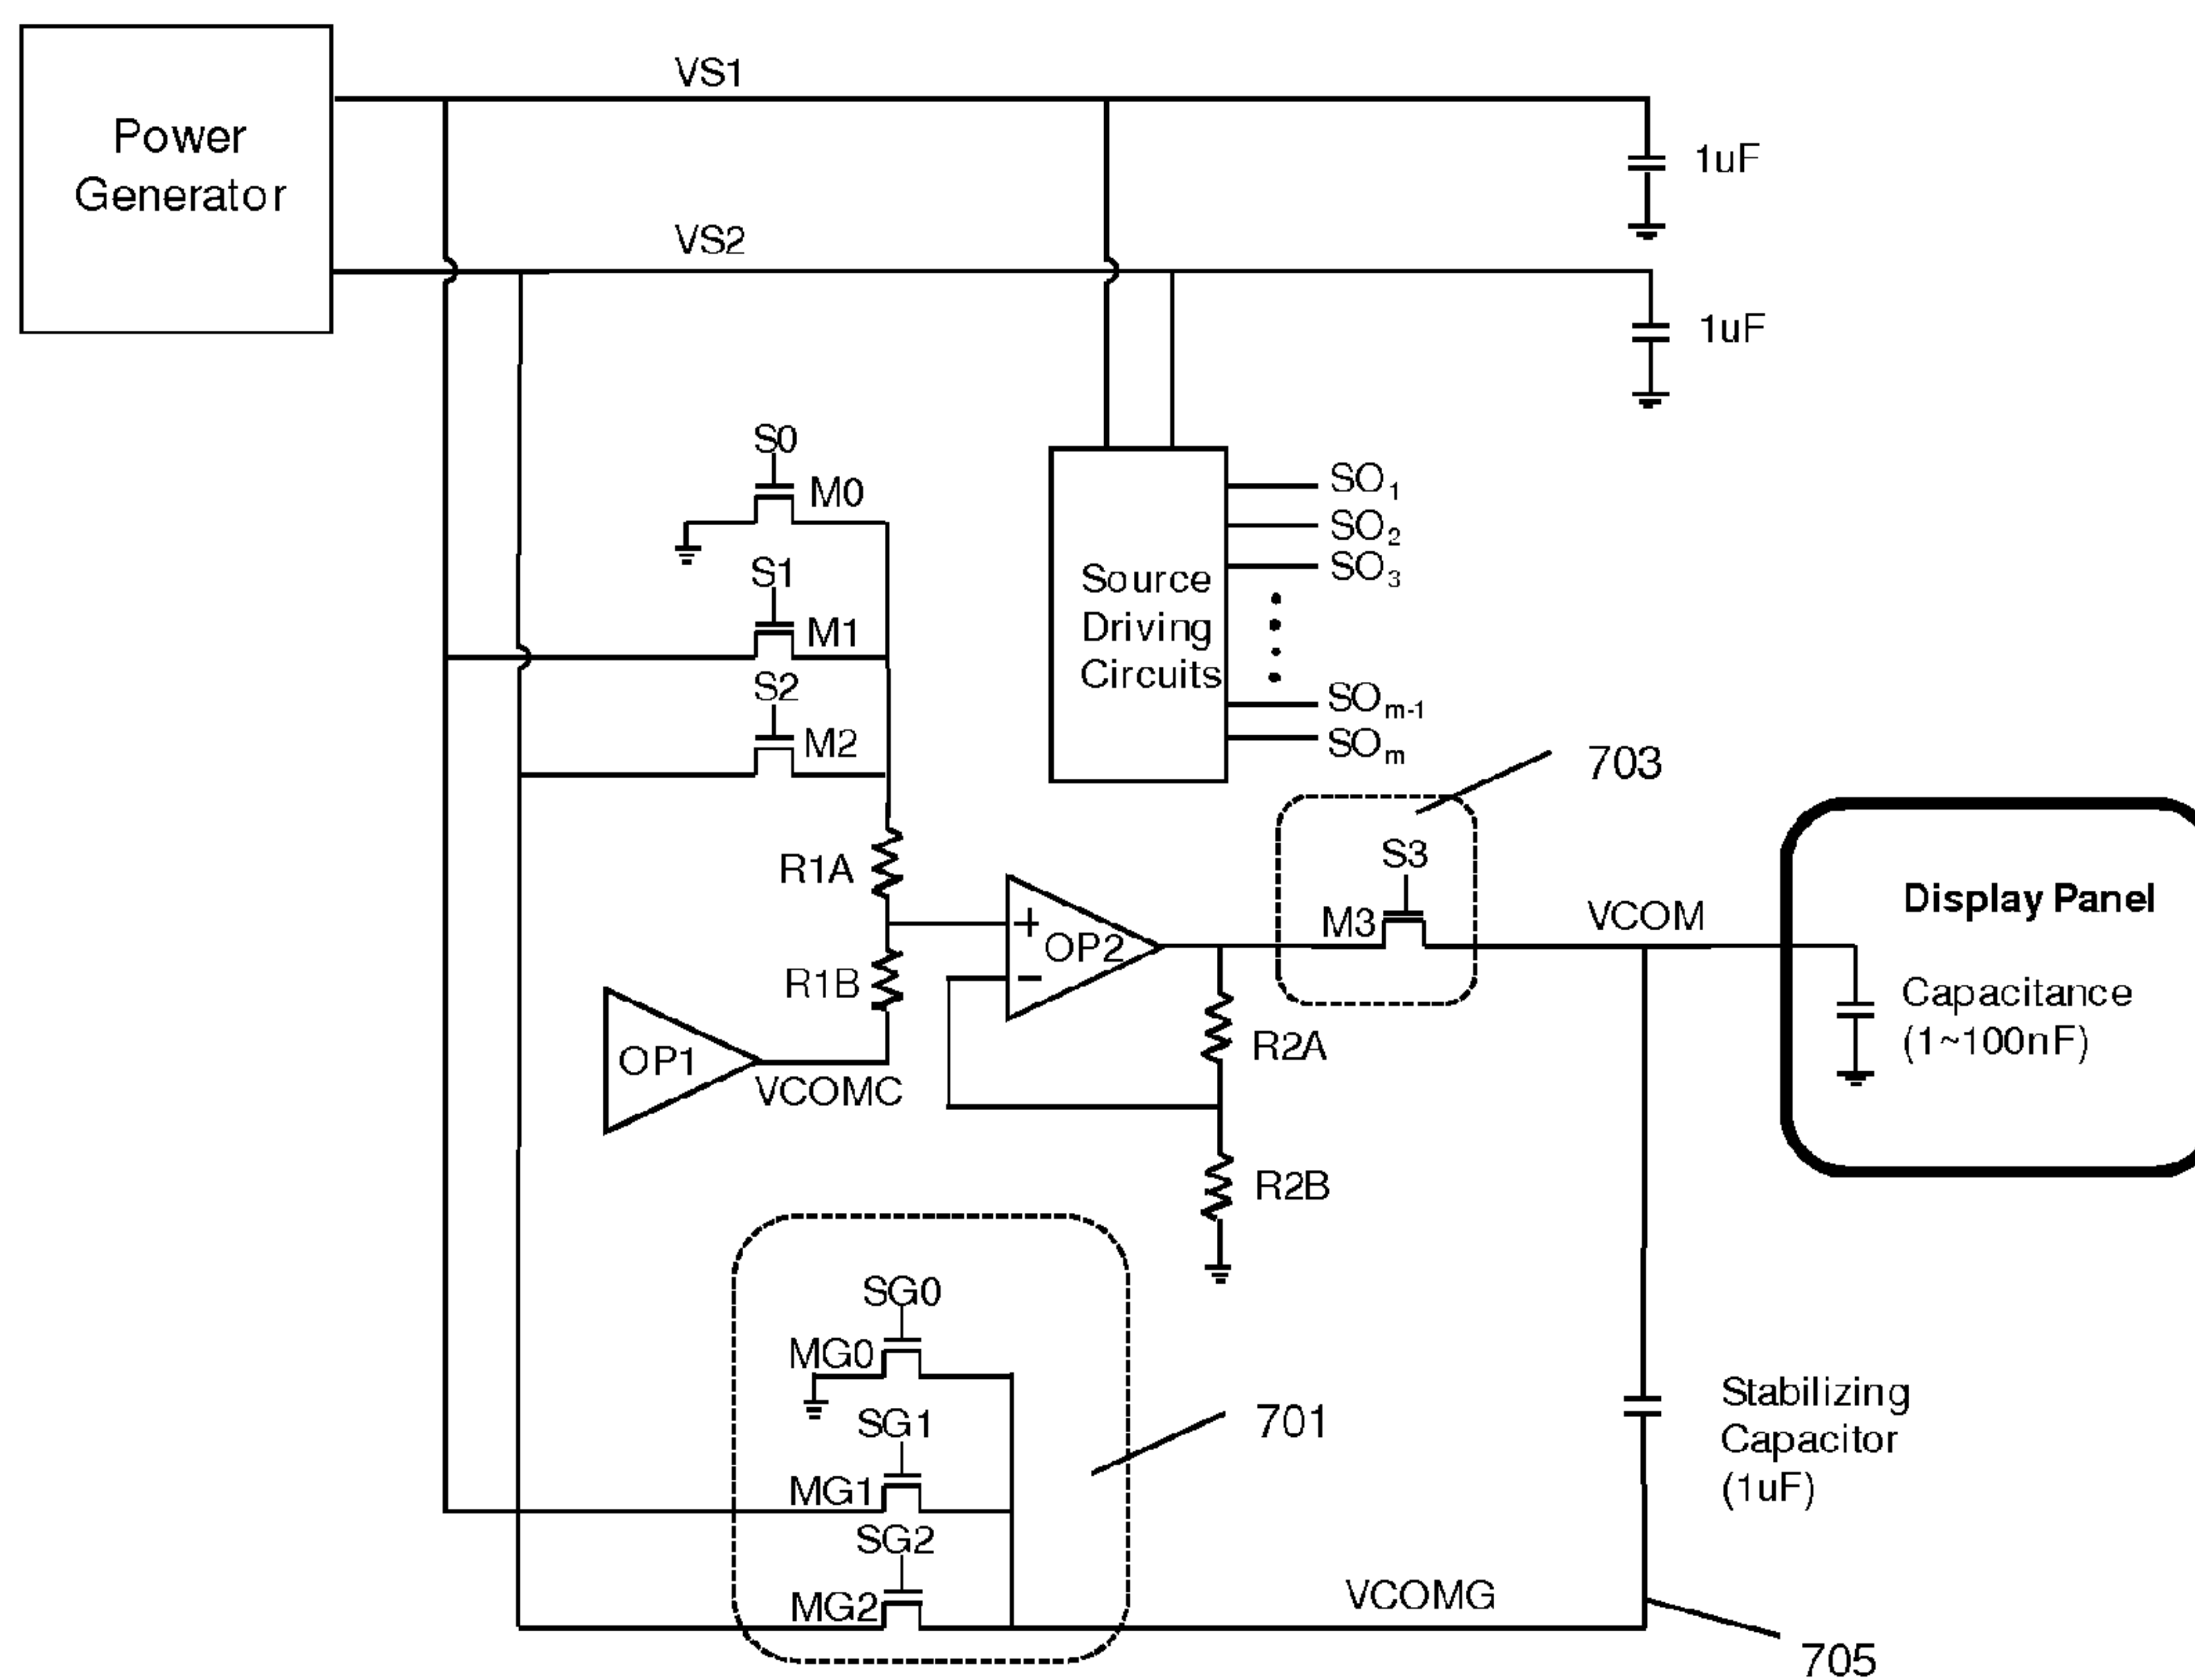 Power
Generator
VS1
1uF
VS2
1uF
S0
M0
S1
M1
S2
M2
Source
Driving
Circuits
SO1
SO2
SO3
SOm-1
SOm
703
S3
M3
VCOM
Display Panel
Capacitance
(1~100nF)
R1A
R1B
OP2
+
-
OP1
VCOMC
R2A
R2B
SG0
MG0
SG1
MG1
SG2
MG2
701
Stabilizing
Capacitor
(1uF)
VCOMG
705